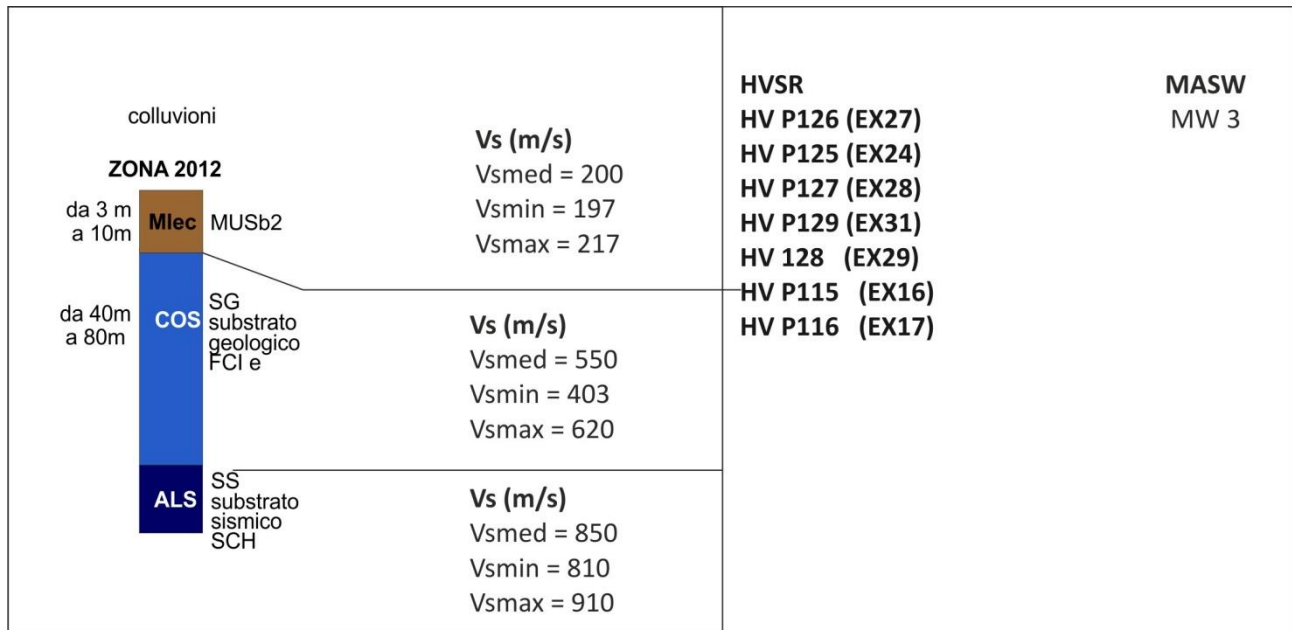 colluvioni
ZONA 2012
da 3 m
a 10m
Mlec
MUSb2
da 40m
a 80m
COS
SG
substrato
geologico
FCI e
ALS
SS
substrato
sismico
SCH
Vs (m/s)
Vsmed = 200
Vsmin = 197
Vsmax = 217
Vs (m/s)
Vsmed = 550
Vsmin = 403
Vsmax = 620
Vs (m/s)
Vsmed = 850
Vsmin = 810
Vsmax = 910
HVSR
HV P126 (EX27)
HV P125 (EX24)
HV P127 (EX28)
HV P129 (EX31)
HV 128 (EX29)
HV P115 (EX16)
HV P116 (EX17)
MASW
MW 3